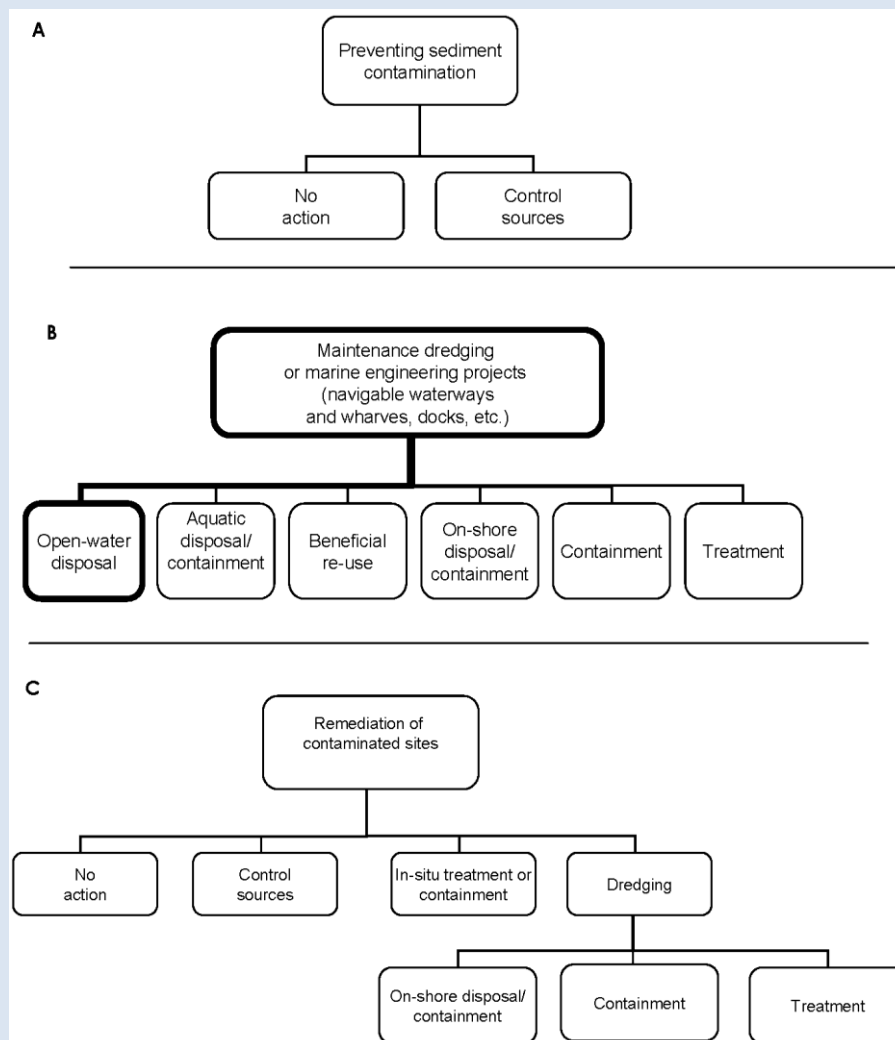 A
Preventing sediment
contamination
No
action
Control
sources
B
Maintenance dredging
or marine engineering projects
(navigable waterways
and wharves, docks, etc.)
Open-water
disposal
Aquatic
disposal/
containment
Beneficial
re-use
On-shore
disposal/
containment
Containment
Treatment
C
Remediation of
contaminated sites
No
action
Control
sources
In-situ treatment or
containment
Dredging
On-shore disposal/
containment
Containment
Treatment